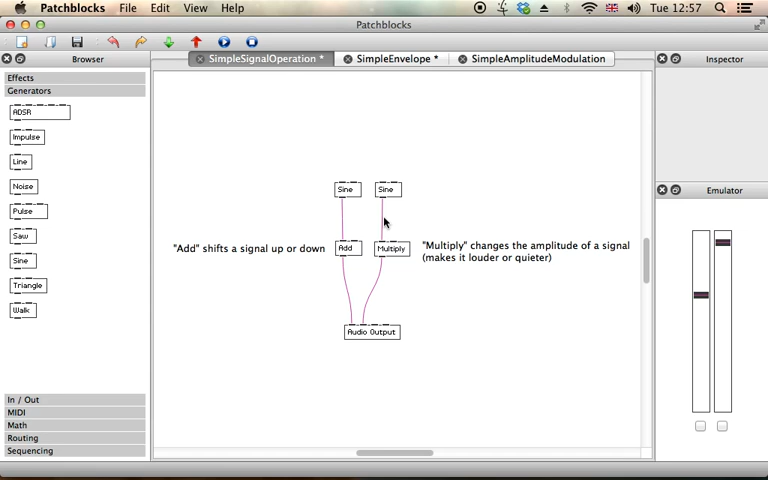 Patchblocks File Edit View Help Tue 12:57
Patchblocks
Browser
SimpleSignalOperation *
SimpleEnvelope *
SimpleAmplitudeModulation
Inspector
Effects
Generators
ADSR
Impulse
Line
Noise
Pulse
Saw
Sine
Triangle
Walk
In / Out
MIDI
Math
Routing
Sequencing
Sine
Sine
"Add" shifts a signal up or down
Add
Multiply
"Multiply" changes the amplitude of a signal
(makes it louder or quieter)
Audio Output
Emulator